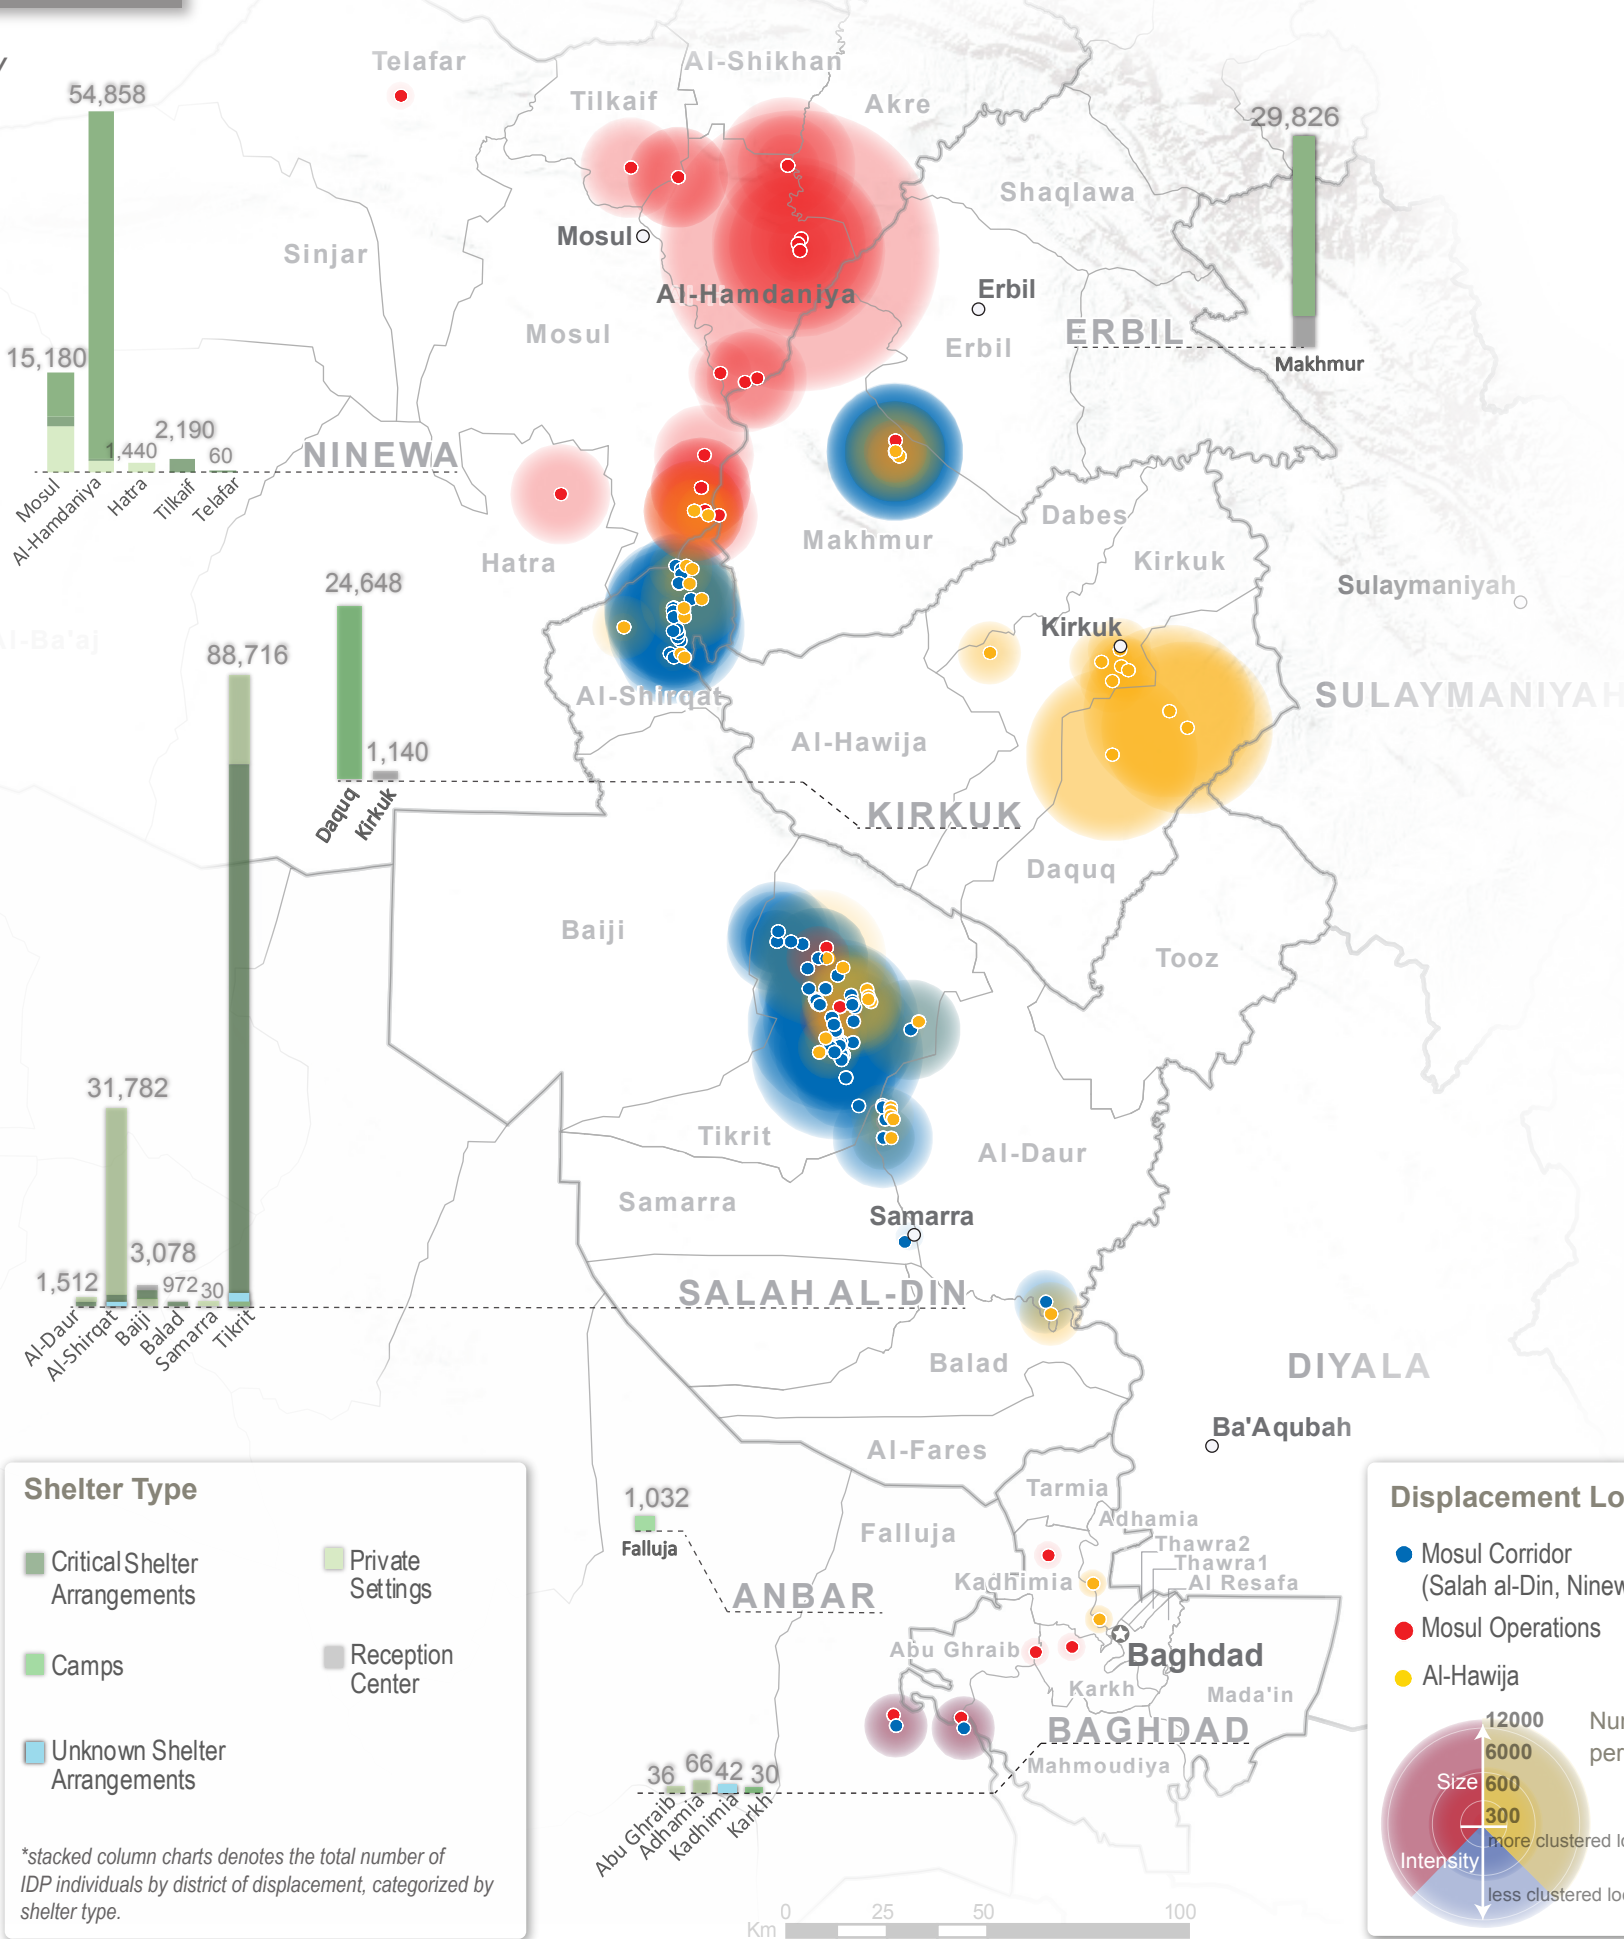 Telafar
Al-Shikhan
Tilkaif
Akre
54,858
29,826
Shaqlawa
Mosul
Sinjar
Erbil
Al-Hamdaniya
ERBIL
Mosul
Erbil
15,180
Makhmur
2,190
1,440
60
NINEWA
Mosul
Al-Hamdaniya
Hatra
Tilkaif
Telafar
Dabes
Makhmur
Hatra
Kirkuk
24,648
Sulaymaniyah
Kirkuk
Al-Ba'aj
88,716
Al-Shirqat
SULAYMANIYAH
1,140
Al-Hawija
Daquq
Kirkuk
KIRKUK
Daquq
Baiji
Tooz
31,782
Tikrit
Al-Daur
Samarra
Samarra
3,078
1,512
972
30
SALAH AL-DIN
Al-Daur
Al-Shirqat
Baiji
Balad
Samarra
Tikrit
Balad
DIYALA
Ba'Aqubah
Al-Fares
Shelter Type
Critical Shelter
Arrangements
Private
Settings
Camps
Reception
Center
Unknown Shelter
Arrangements
*stacked column charts denotes the total number of
IDP individuals by district of displacement, categorized by
shelter type.
1,032
Falluja
Tarmia
Adhamia
Falluja
Thawra2
Thawra1
Kadhimia
Al Resafa
ANBAR
Abu Ghraib
Baghdad
Karkh
Mada'in
BAGHDAD
Mahmoudiya
36
66
42
30
Abu Ghraib
Adhamia
Kadhimia
Karkh
Displacement Lo
Mosul Corridor
(Salah al-Din, Ninew
Mosul Operations
Al-Hawija
12000
6000
600
300
Nu
per
Size
Intensity
more clustered lo
less clustered lo
Km
0
25
50
100